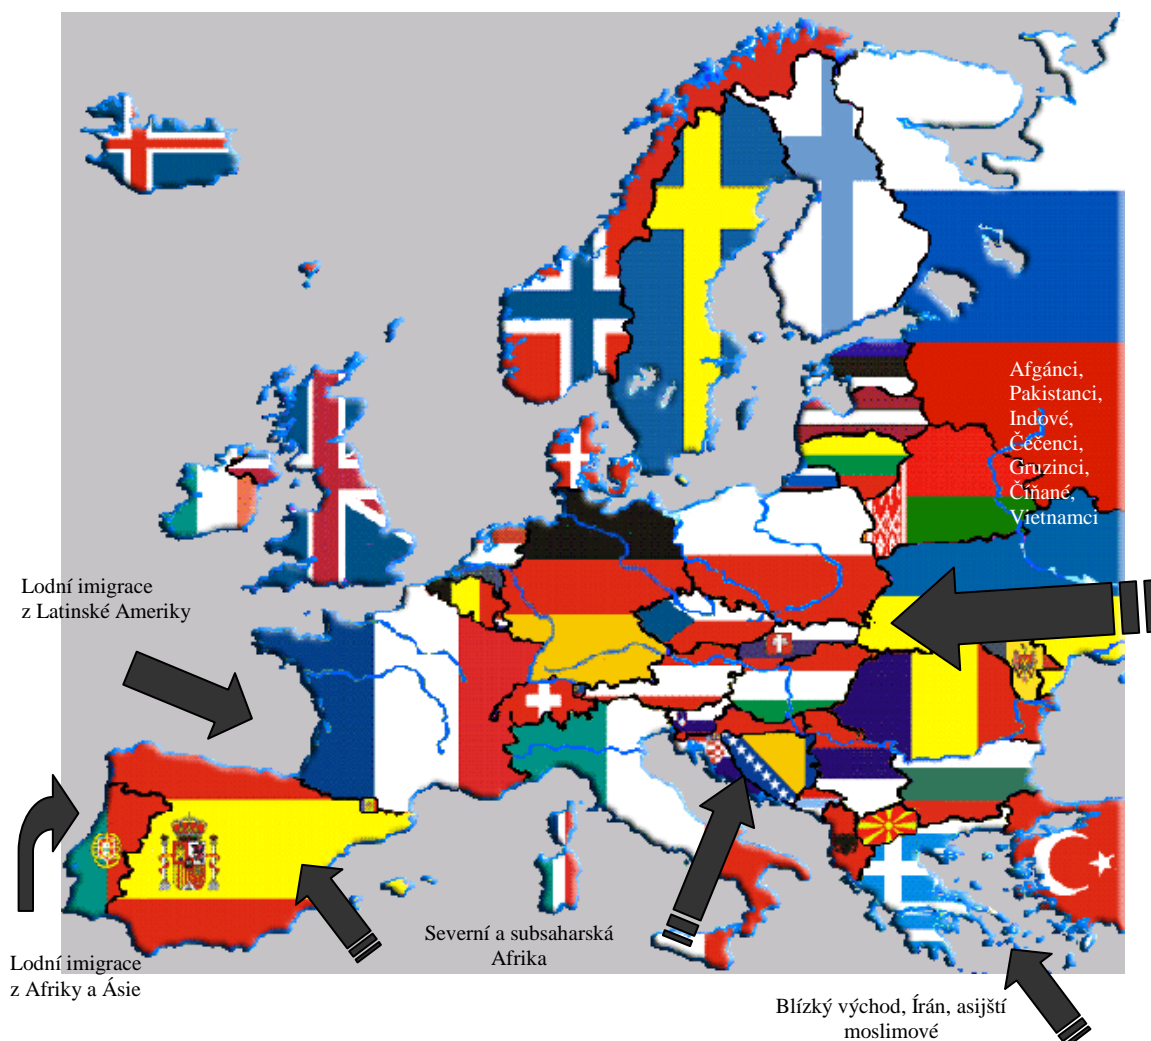 Afgánci,
Pakistanci,
Indové,
Čéčenci,
Gruzinci,
Číňané,
Vietnamci
Lodní imigrace
z Latinské Ameriky
Severní a subsaharská
Afrika
Lodní imigrace
z Afriky a Ásie
Blízký východ, Írán, asijští
moslimové